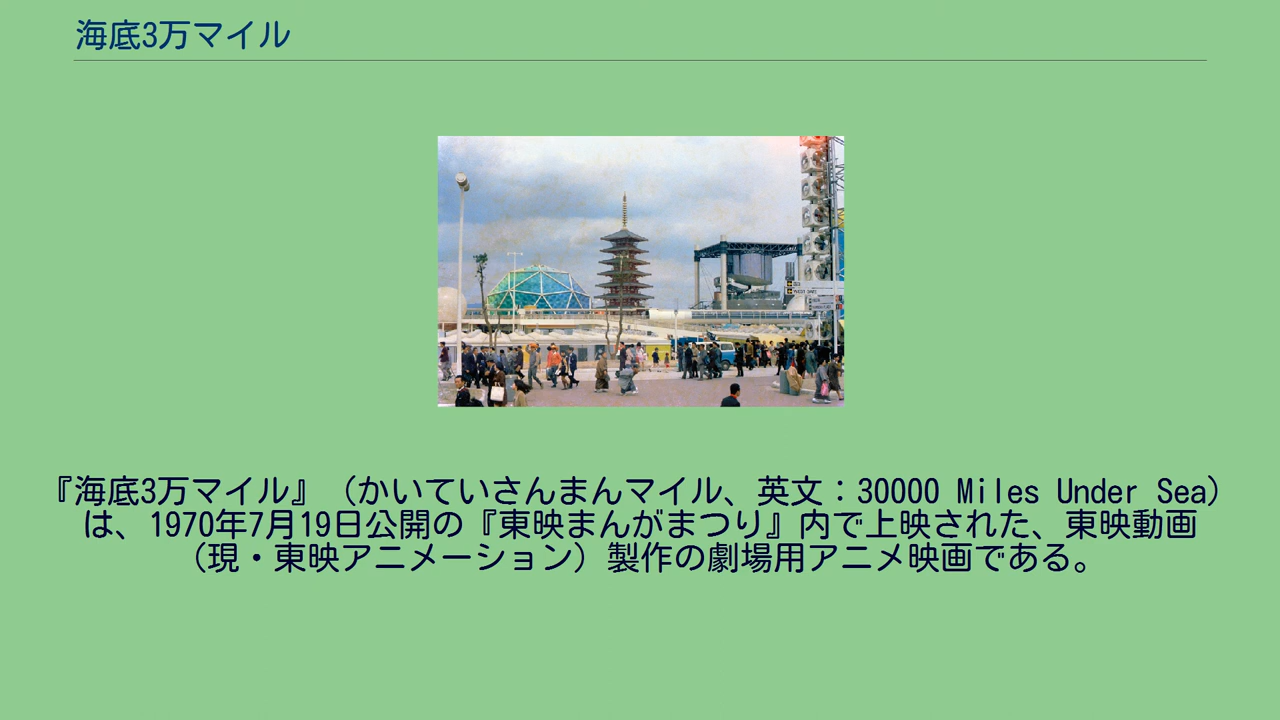 海底3万マイル
『海底3万マイル』（かいていさんまんマイル、英文：30000 Miles Under Sea）
は、1970年7月19日公開の『東映まんがまつり』内で上映された、東映動画
（現・東映アニメーション）製作の劇場用アニメ映画である。